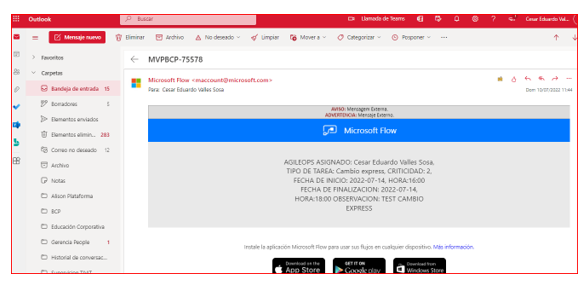 Outlook
Buscar
Llamada de Teams
Cesar Eduardo Val...
Mensaje nuevo
Eliminar
Archivo
No deseado
Limpiar
Mover a
Categorizar
Posponer
Favoritos
Carpetas
Bandeja de entrada 15
Borradores 5
Elementos enviados
Elementos elimin... 293
Correo no deseado 12
Archivo
Notas
Alison Plataforma
BCP
Educación Corporativa
Gerencia People 1
Historial de conversac...
MVPBCP-75S78
Microsoft Flow <maccount@microsoft.com>
Para: Cesar Eduardo Valles Sosa
Dom 10/07/2022 11:44
AVISO: Mensagem Externa.
ADVERTENCIA: Mensaje Externo.
Microsoft Flow
AGILEOPS ASIGNADO: Cesar Eduardo Valles Sosa,
TIPO DE TAREA: Cambio express, CRITICIDAD: 2,
FECHA DE INICIO: 2022-07-14, HORA:16:00
FECHA DE FINALIZACION: 2022-07-14,
HORA:18:00 OBSERVACION: TEST CAMBIO
EXPRESS
Instale la aplicación Microsoft Flow para usar sus flujos en cualquier dispositivo. Más información.
Download on the
App Store
GET IT ON
Google play
Download from
Windows Store